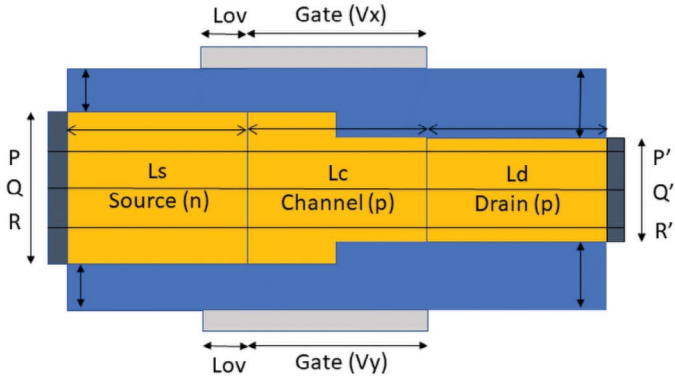 Lov Gate (Vx)
P Ls Lc Ld P’
Q Source (n) Channel (p) Drain (p) Q’
R R’
Lov Gate (Vy)